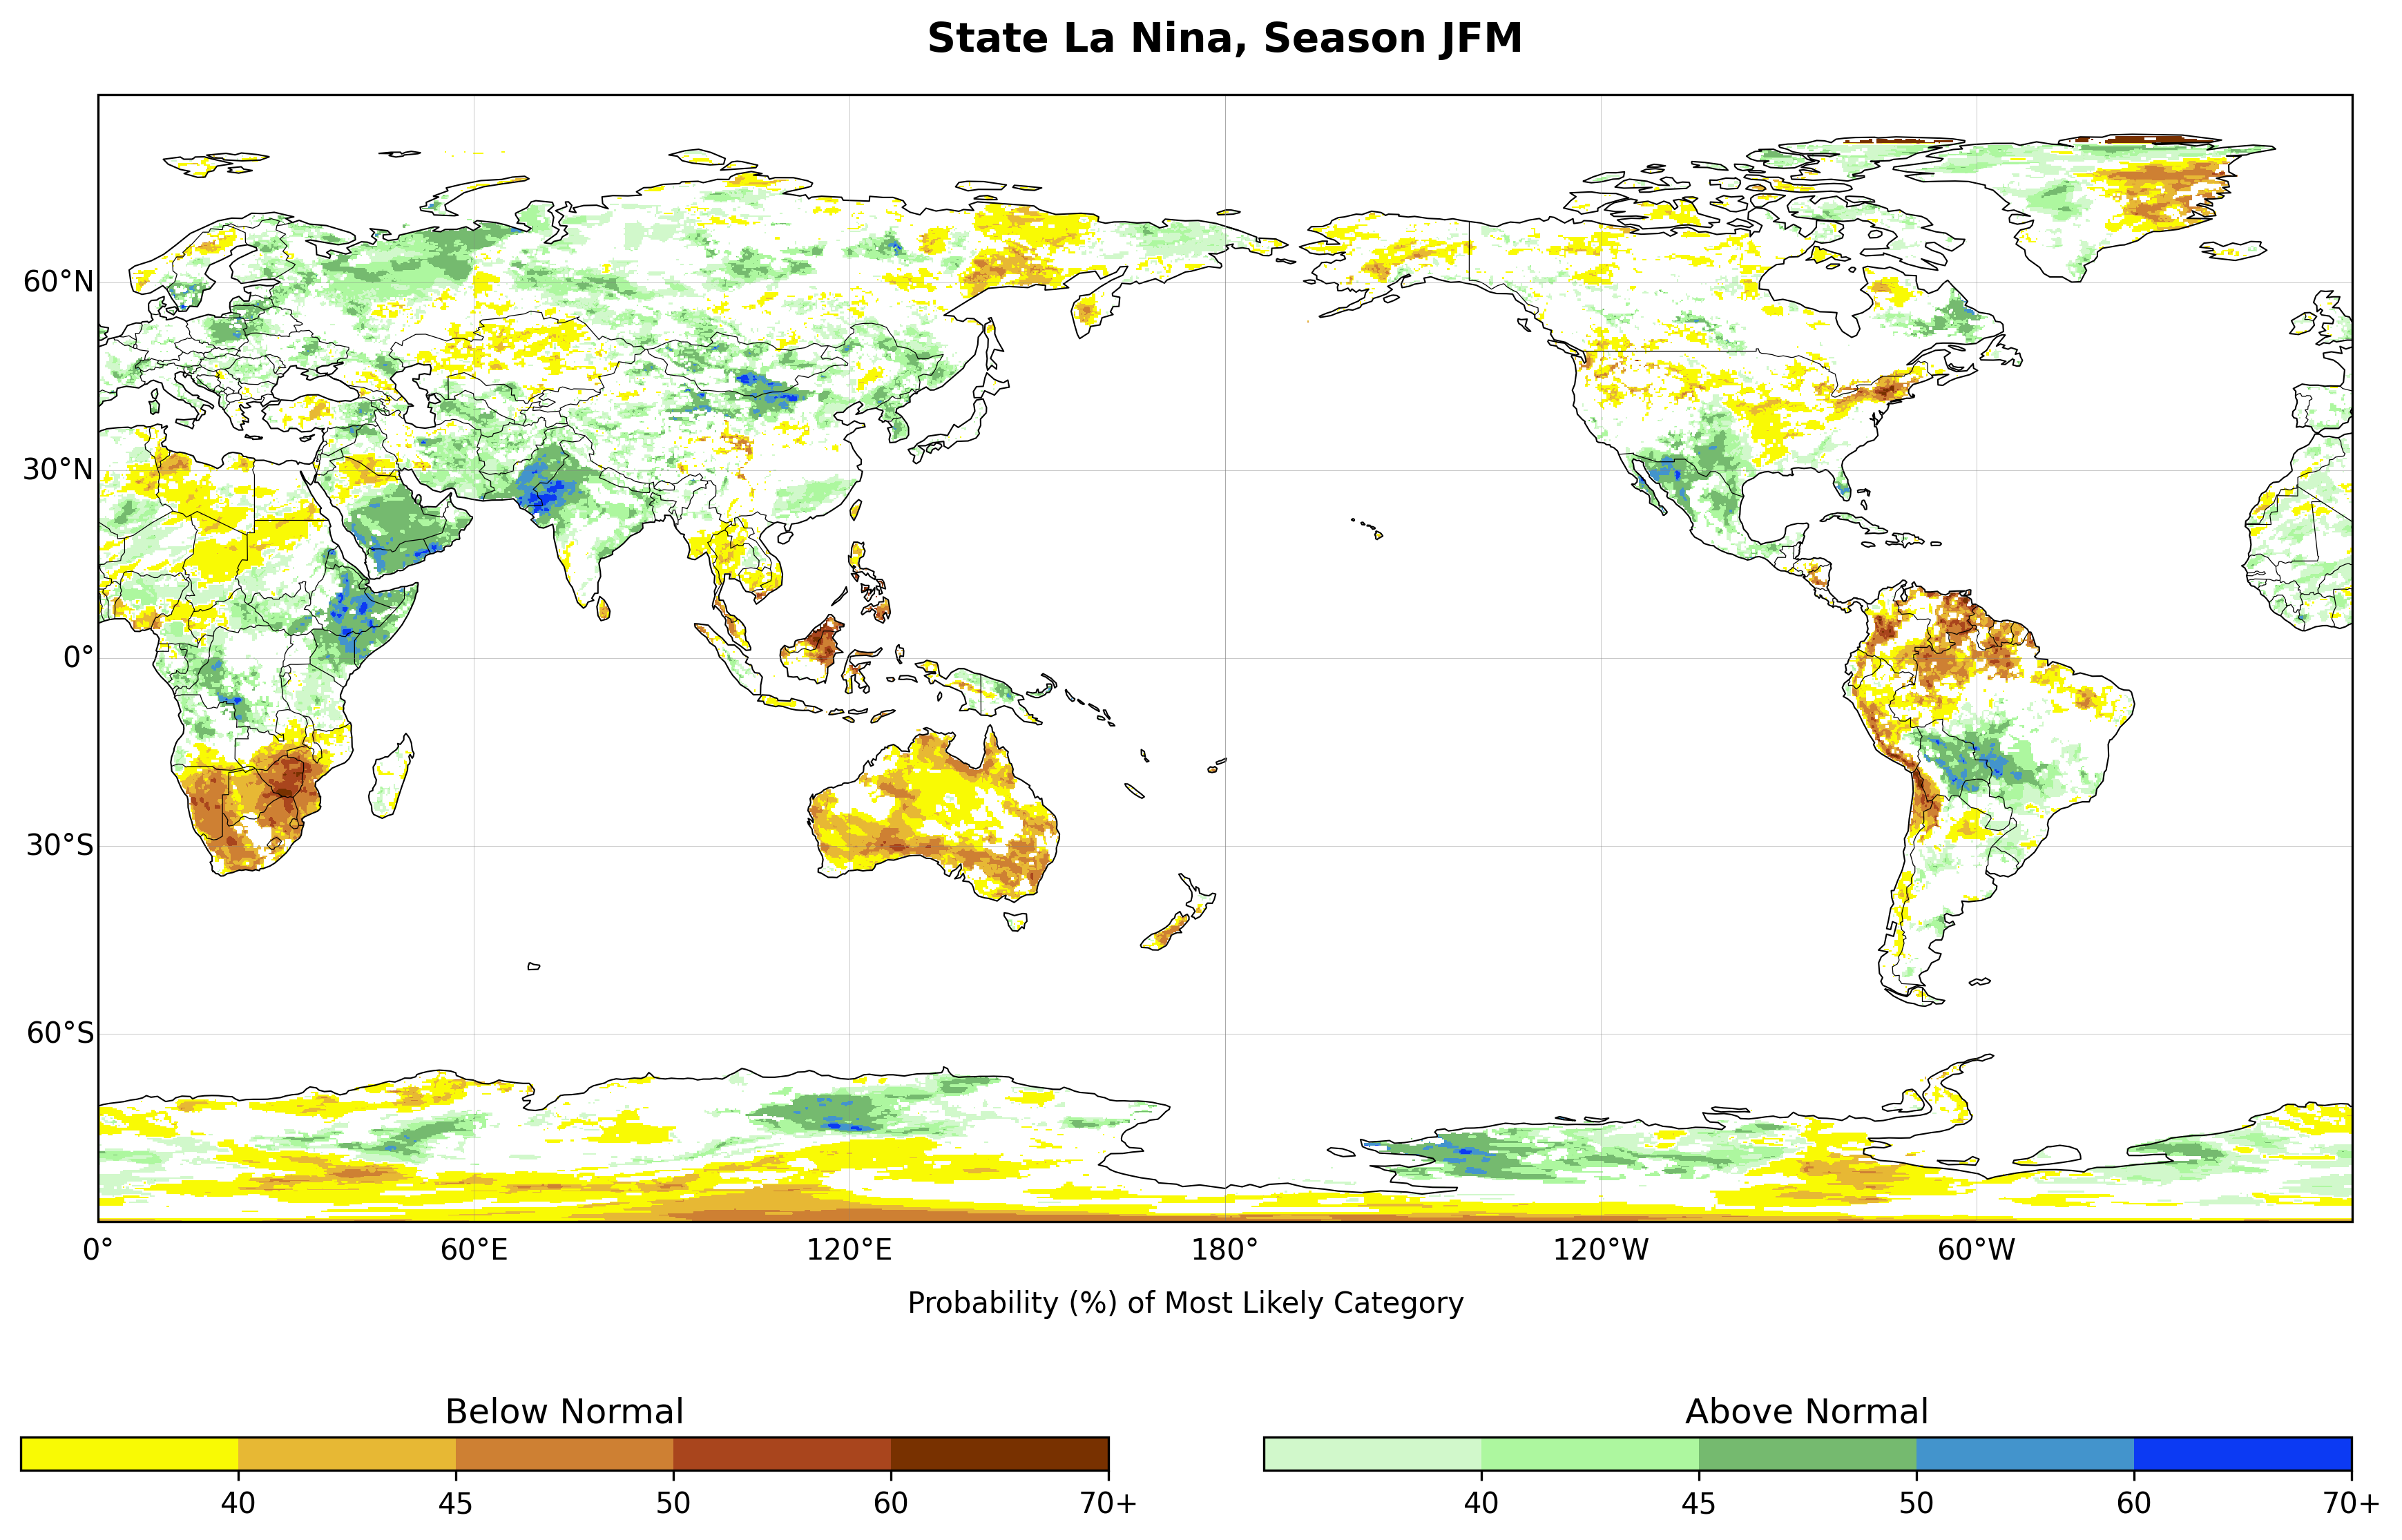 State La Nina, Season JFM
60°N
30°N
0°
30°S
60°S
0° 60°E 120°E 180° 120°W 60°W
Probability (%) of Most Likely Category
Below Normal Above Normal
40 45 50 60 70+ 40 45 50 60 70+